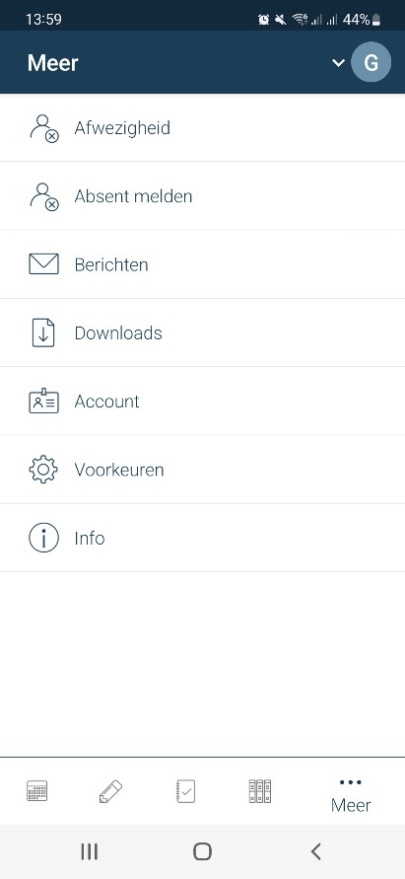 13:59
44%
Meer
G
Afwezigheid
Absent melden
Berichten
Downloads
Account
Voorkeuren
Info
Meer